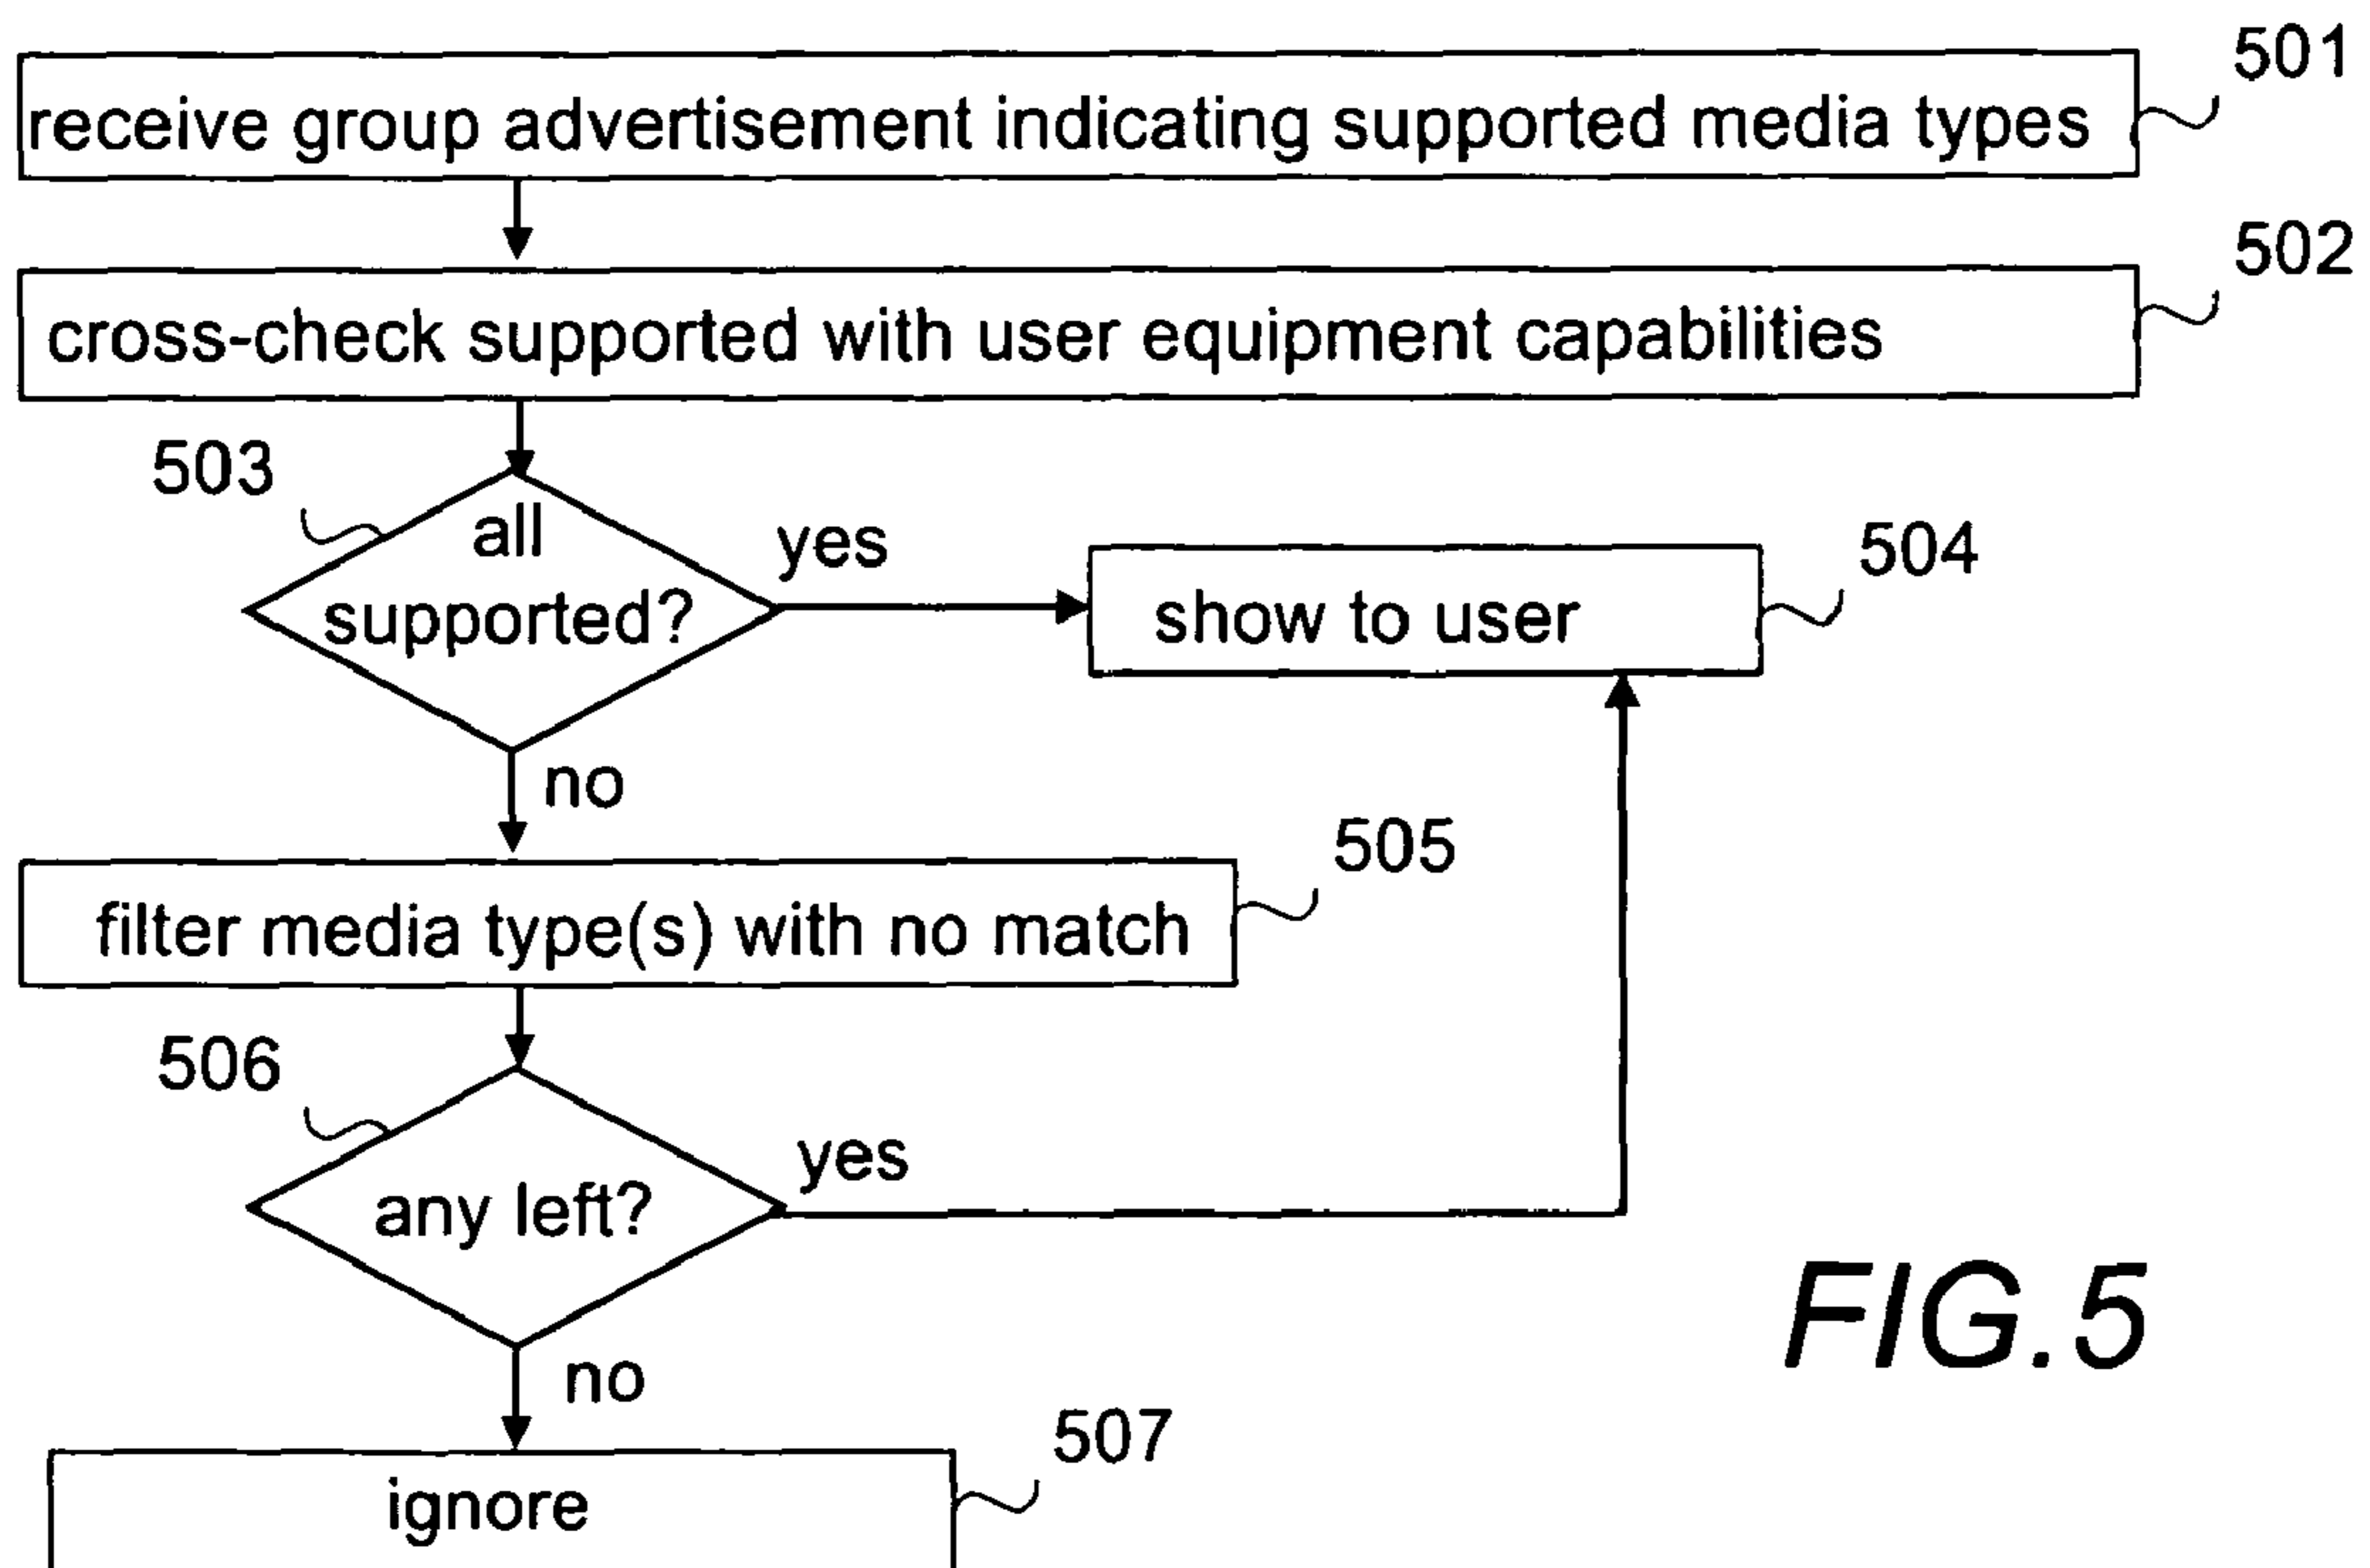 501
receive group advertisement indicating supported media types
502
cross-check supported with user equipment capabilities
503
all
supported?
yes
504
show to user
no
505
filter media type(s) with no match
506
any left?
yes
FIG.5
no
507
ignore